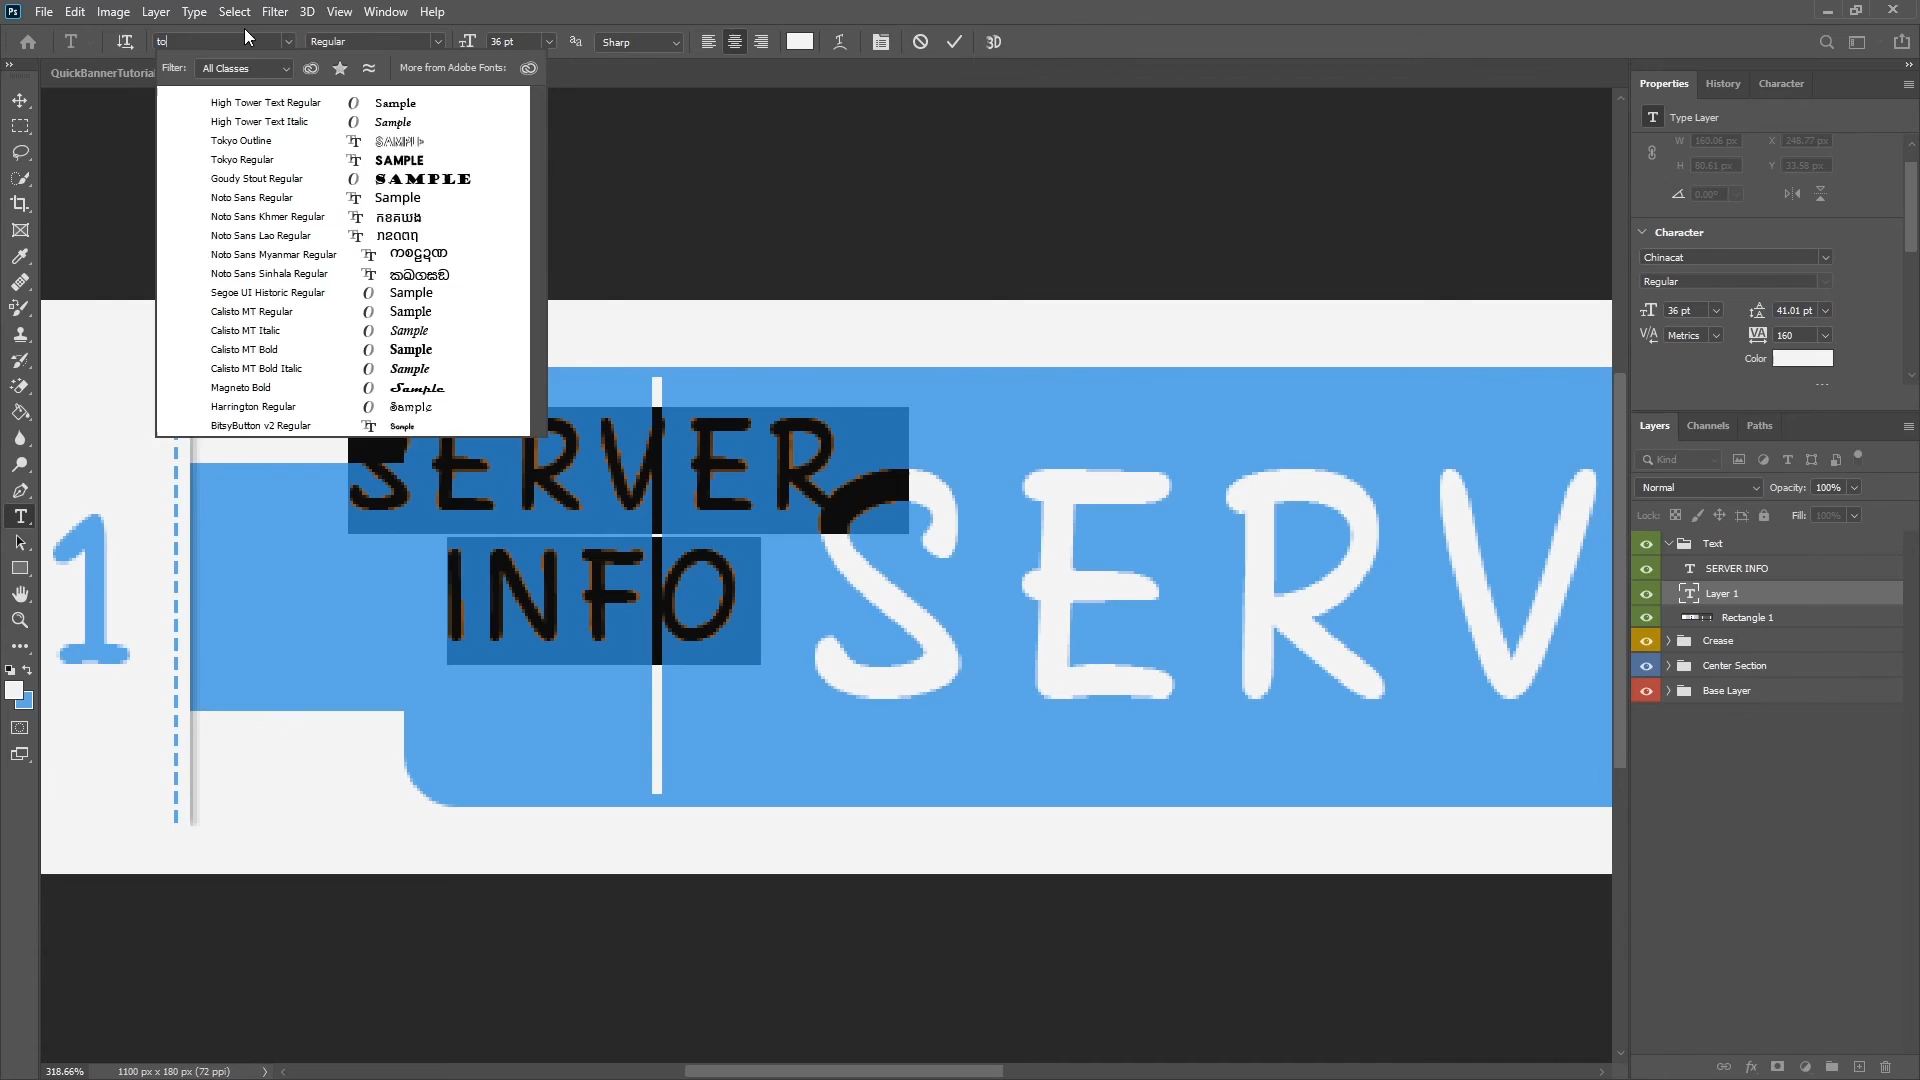 Ps File Edit Image Layer Type Select Filter 3D View Window Help
to Regular 36 pt Sharp 3D
QuickBannerTutorial
Filter: All Classes More from Adobe Fonts:
High Tower Text Regular Sample
High Tower Text Italic Sample
Tokyo Outline SAMPLE
Tokyo Regular SAMPLE
Goudy Stout Regular SAMPLE
Noto Sans Regular Sample
Noto Sans Khmer Regular
Noto Sans Lao Regular
Noto Sans Myanmar Regular
Noto Sans Sinhala Regular
Segoe UI Historic Regular Sample
Calisto MT Regular Sample
Calisto MT Italic Sample
Calisto MT Bold Sample
Calisto MT Bold Italic Sample
Magneto Bold Sample
Harrington Regular Sample
BitsyButton v2 Regular Sample
SERVER
INFO
1
SERV
Properties History Character
Type Layer
W 160.06 px X 248.77 px
H 80.61 px Y 33.58 px
0.00°
Character
Chinacat
Regular
36 pt 41.01 pt
Metrics 160
Color
Layers Channels Paths
Kind
Normal Opacity: 100%
Lock: Fill: 100%
Text
SERVER INFO
Layer 1
Rectangle 1
Crease
Center Section
Base Layer
318.66% 1100 px x 180 px (72 ppi)